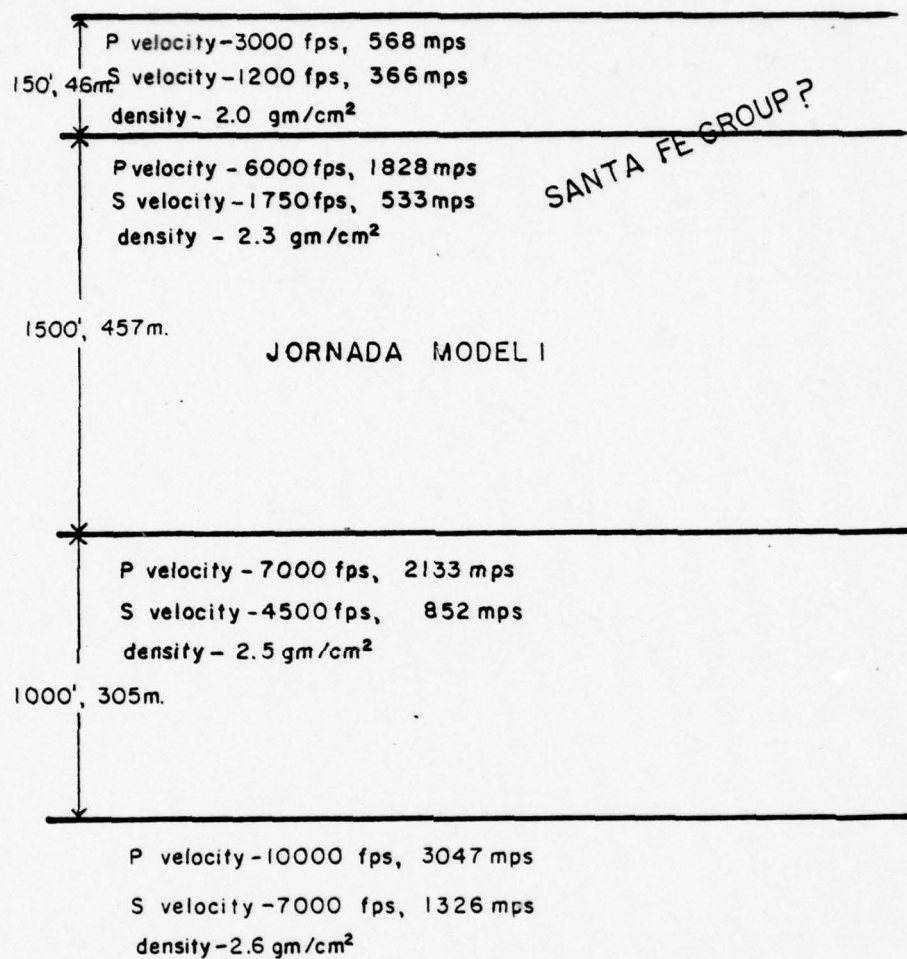 P velocity-3000 fps, 568 mps
150', 46m.
S velocity-1200 fps, 366 mps
density- 2.0 gm/cm²
SANTA FE GROUP?
P velocity - 6000 fps, 1828 mps
S velocity-1750 fps, 533 mps
density - 2.3 gm/cm²
1500', 457m.
JORNADA MODEL I
P velocity - 7000 fps, 2133 mps
S velocity-4500 fps, 852 mps
density - 2.5 gm/cm²
1000', 305m.
P velocity-10000 fps, 3047 mps
S velocity-7000 fps, 1326 mps
density-2.6 gm/cm²